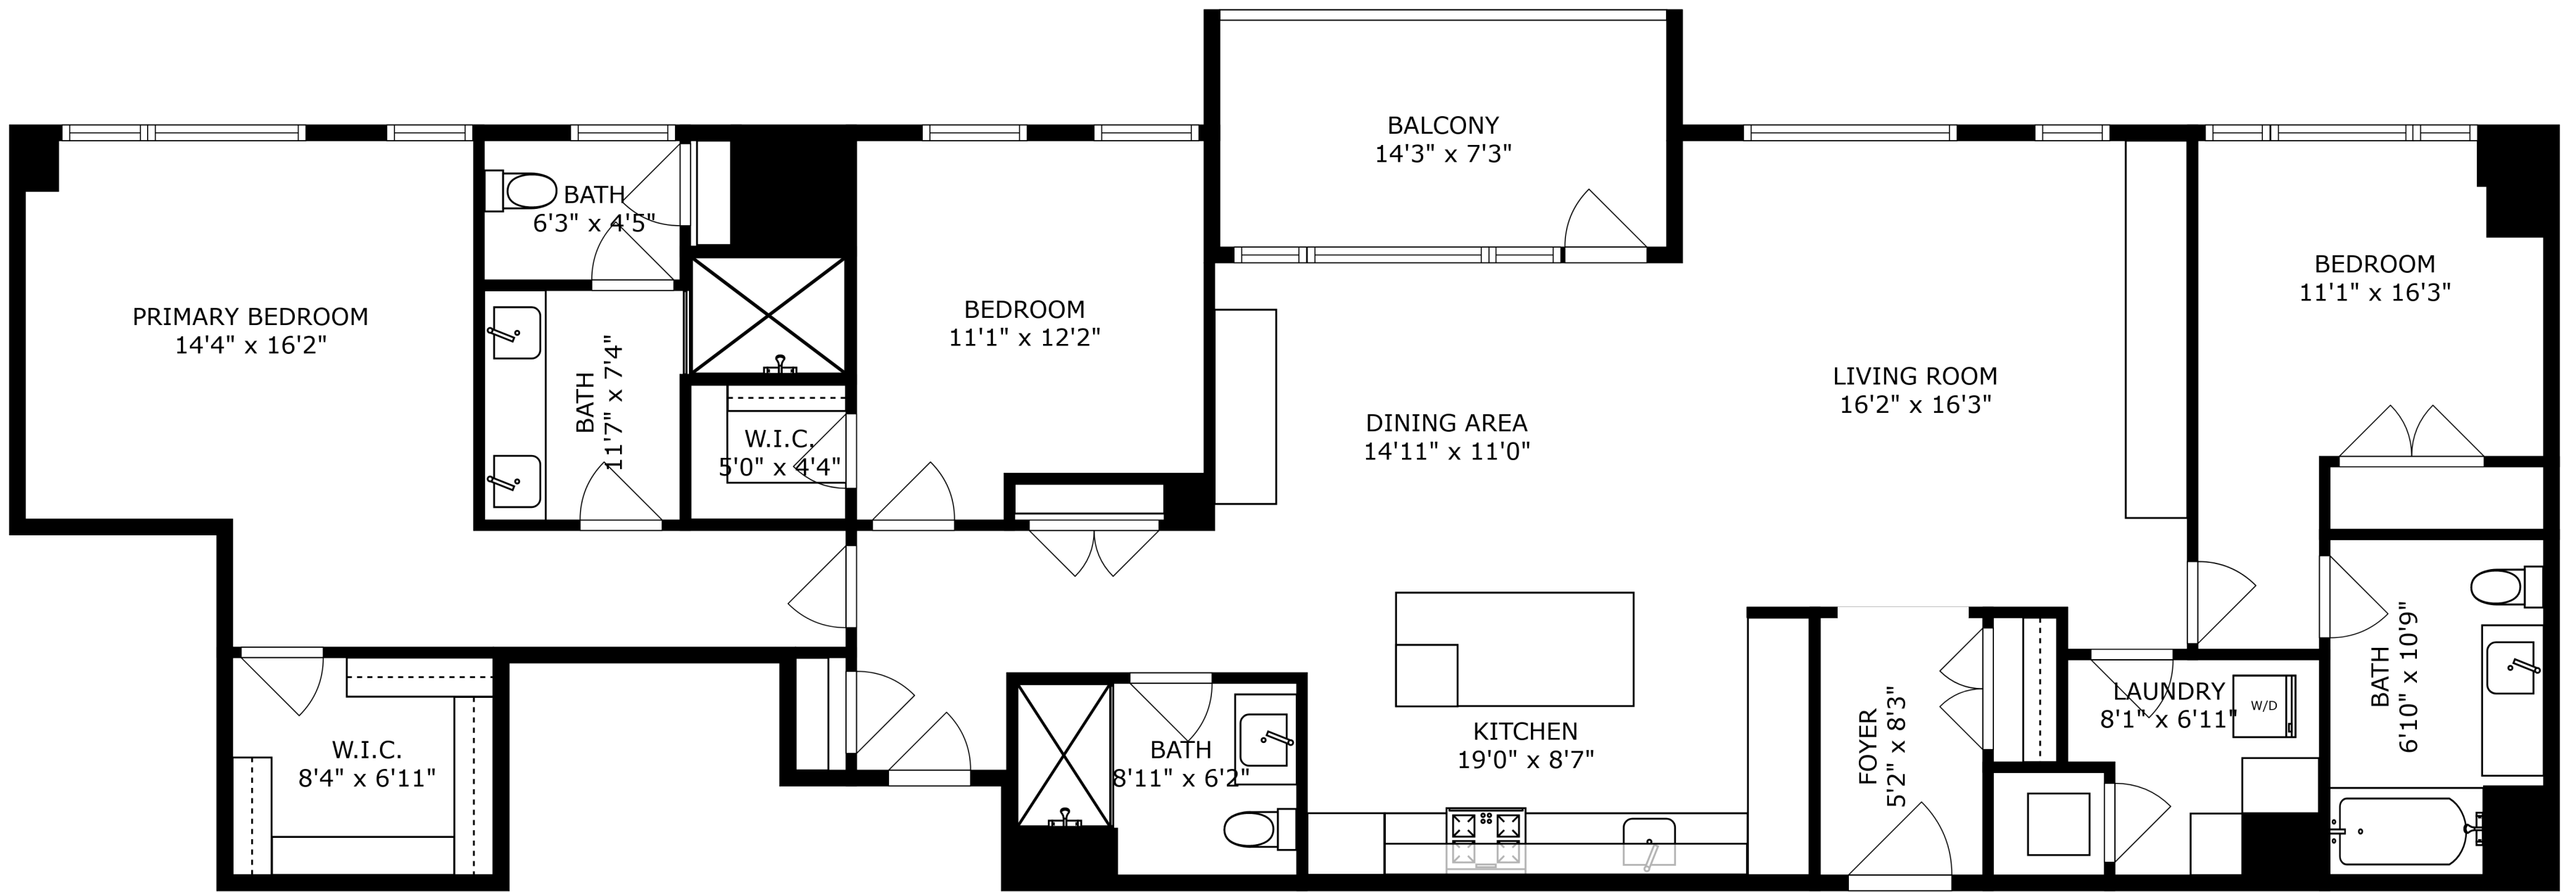 BALCONY
14'3" x 7'3"
BATH
6'3" x 4'5"
BEDROOM
11'1" x 16'3"
PRIMARY BEDROOM
14'4" x 16'2"
BEDROOM
11'1" x 12'2"
BATH
11'7" x 7'4"
LIVING ROOM
16'2" x 16'3"
DINING AREA
14'11" x 11'0"
W.I.C.
5'0" x 4'4"
BATH
6'10" x 10'9"
LAUNDRY
8'1" x 6'11"
W/D
W.I.C.
8'4" x 6'11"
BATH
8'11" x 6'2"
KITCHEN
19'0" x 8'7"
FOYER
5'2" x 8'3"